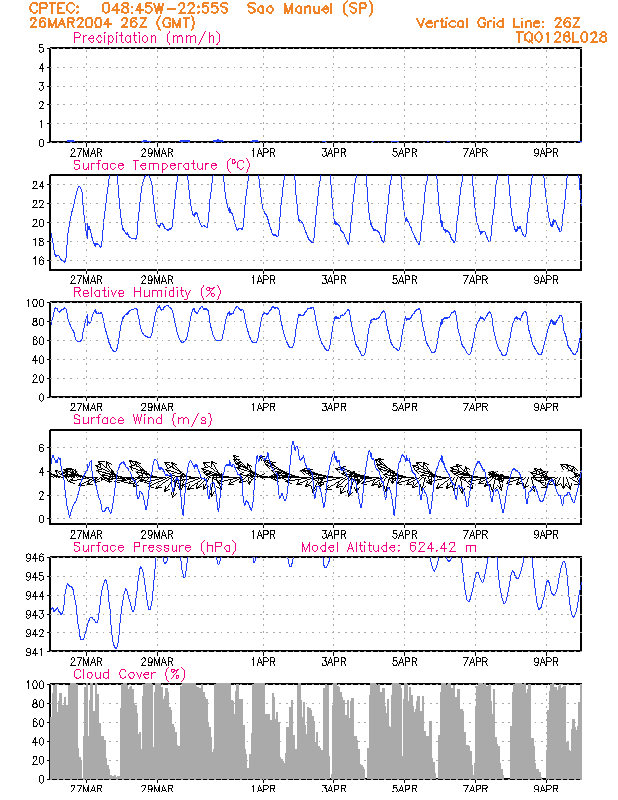 CPTEC: 048:45W-22:55S Sao Manuel (SP)
26MAR2004 26Z (GMT) Vertical Grid Line: 26Z
Precipitation (mm/h) TQ0126L028
5
4
3
2
1
0
27MAR 29MAR 1APR 3APR 5APR 7APR 9APR
Surface Temperature (°C)
24
22
20
18
16
27MAR 29MAR 1APR 3APR 5APR 7APR 9APR
Relative Humidity (%)
100
80
60
40
20
0
27MAR 29MAR 1APR 3APR 5APR 7APR 9APR
Surface Wind (m/s)
6
4
2
0
27MAR 29MAR 1APR 3APR 5APR 7APR 9APR
Surface Pressure (hPa) Model Altitude: 624.42 m
946
945
944
943
942
941
27MAR 29MAR 1APR 3APR 5APR 7APR 9APR
Cloud Cover (%)
100
80
60
40
20
0
27MAR 29MAR 1APR 3APR 5APR 7APR 9APR